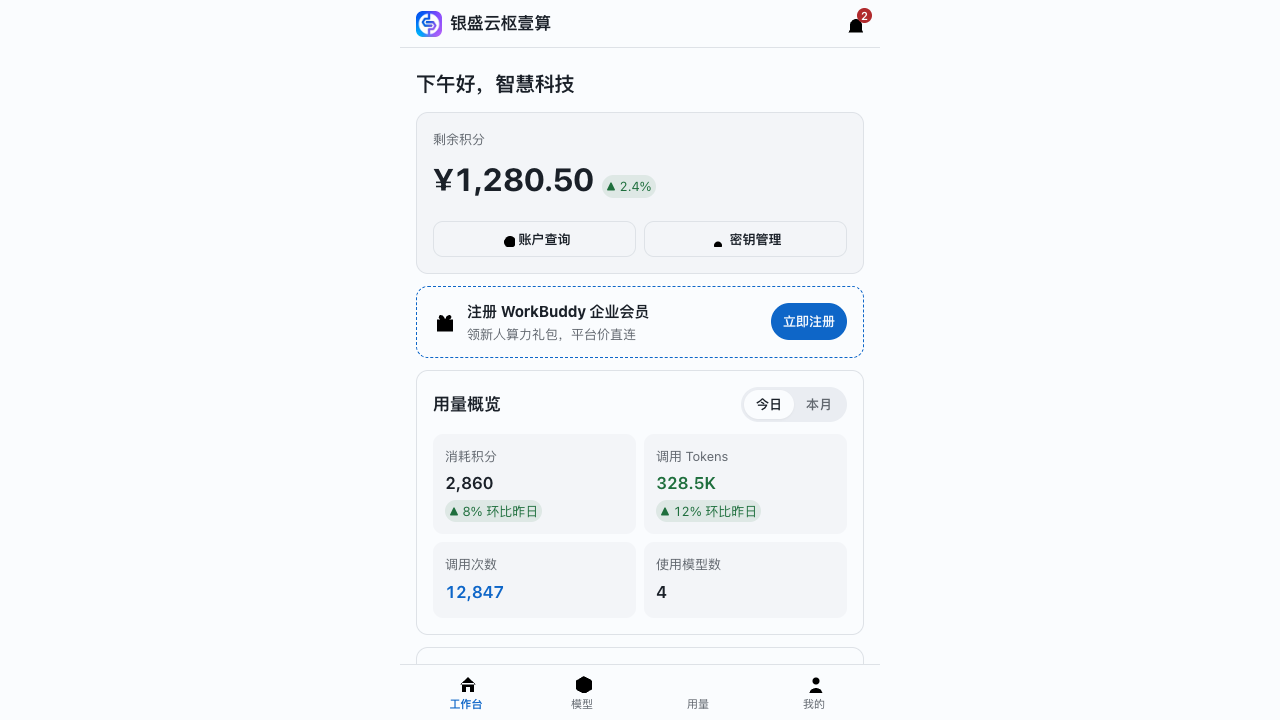 银盛云枢壹算
2
下午好，智慧科技
剩余积分
¥1,280.50 ▲ 2.4%
账户查询 密钥管理
注册 WorkBuddy 企业会员
领新人算力礼包，平台价直连
立即注册
用量概览
今日 本月
消耗积分
2,860
▲ 8% 环比昨日
调用 Tokens
328.5K
▲ 12% 环比昨日
调用次数
12,847
使用模型数
4
工作台 模型 用量 我的